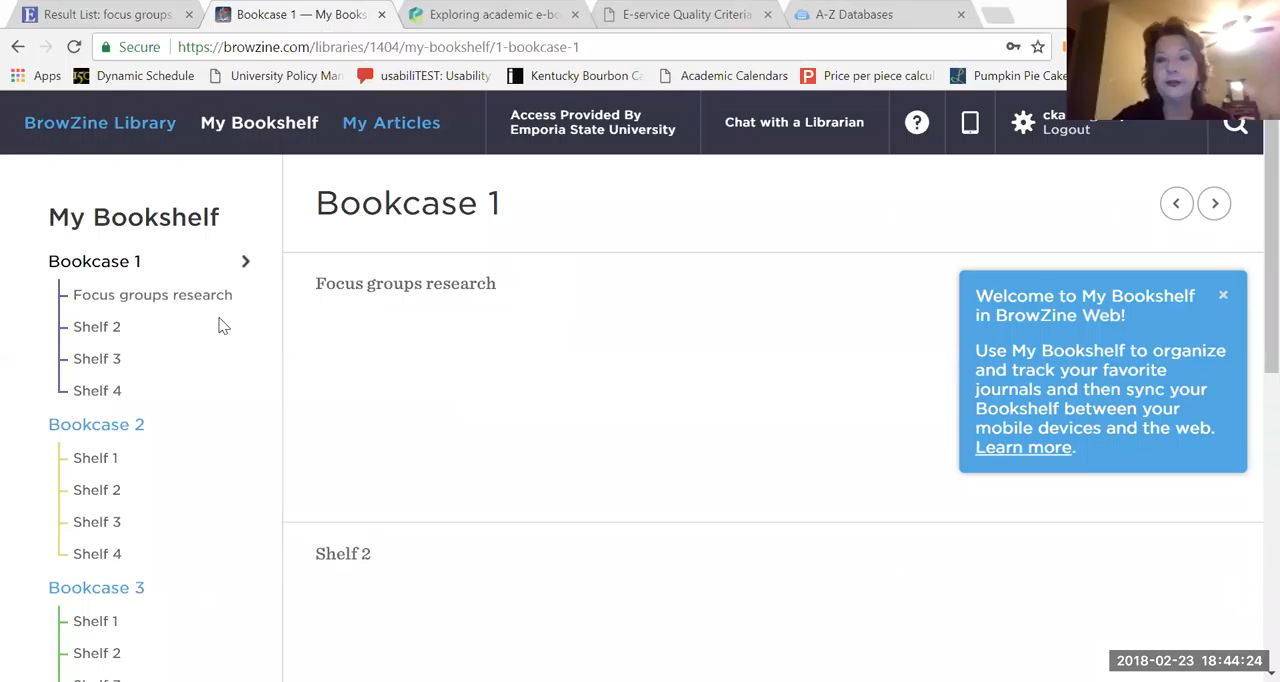 Result List: focus groups
Bookcase 1 — My Books
Exploring academic e-bo
E-service Quality Criteria
A-Z Databases
Secure
https://browzine.com/libraries/1404/my-bookshelf/1-bookcase-1
Apps
Dynamic Schedule
University Policy Man
usabiliTEST: Usability
Kentucky Bourbon Ca
Academic Calendars
Price per piece calcul
Pumpkin Pie Cake
BrowZine Library
My Bookshelf
My Articles
Access Provided By
Emporia State University
Chat with a Librarian
Logout
My Bookshelf
Bookcase 1
Focus groups research
Shelf 2
Shelf 3
Shelf 4
Bookcase 2
Shelf 1
Shelf 2
Shelf 3
Shelf 4
Bookcase 3
Shelf 1
Shelf 2
Bookcase 1
Focus groups research
Welcome to My Bookshelf
in BrowZine Web!
Use My Bookshelf to organize
and track your favorite
journals and then sync your
Bookshelf between your
mobile devices and the web.
Learn more.
Shelf 2
2018-02-23 18:44:24